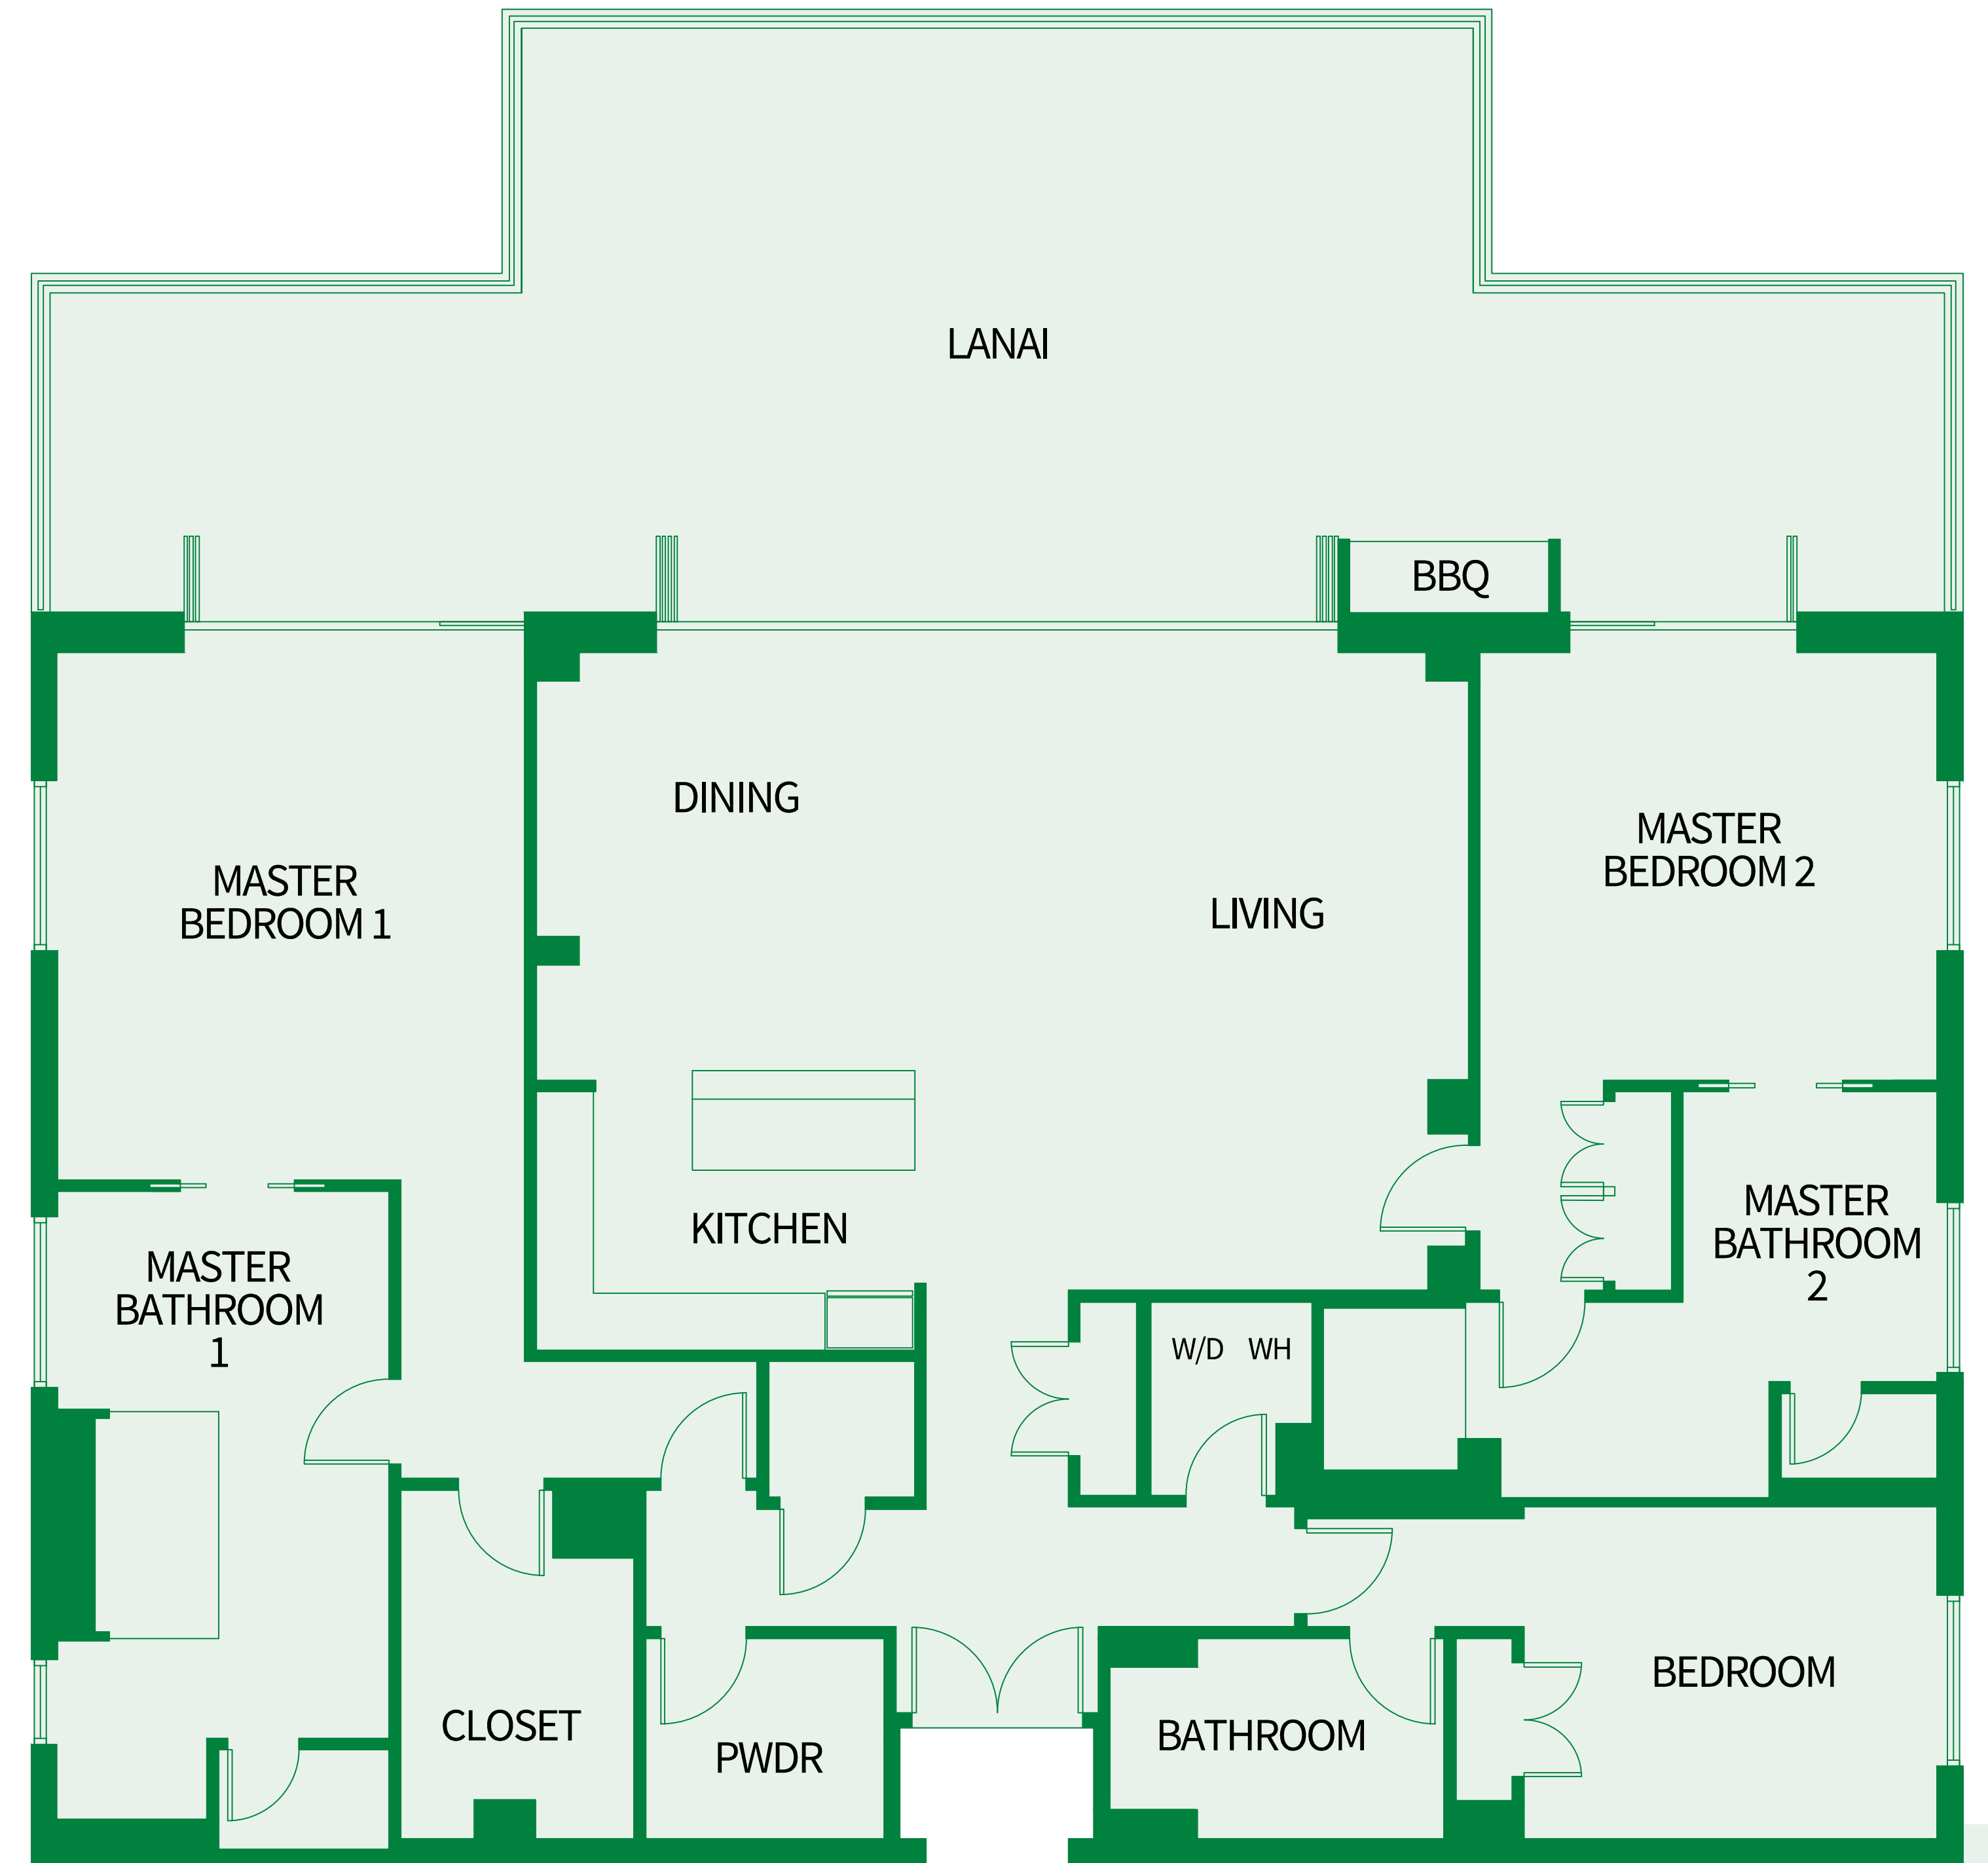 LANAI
BBQ
DINING
MASTER
BEDROOM 2
MASTER
BEDROOM 1
LIVING
MASTER
BATHROOM
2
KITCHEN
MASTER
BATHROOM
1
W/D WH
BEDROOM
CLOSET
BATHROOM
PWDR